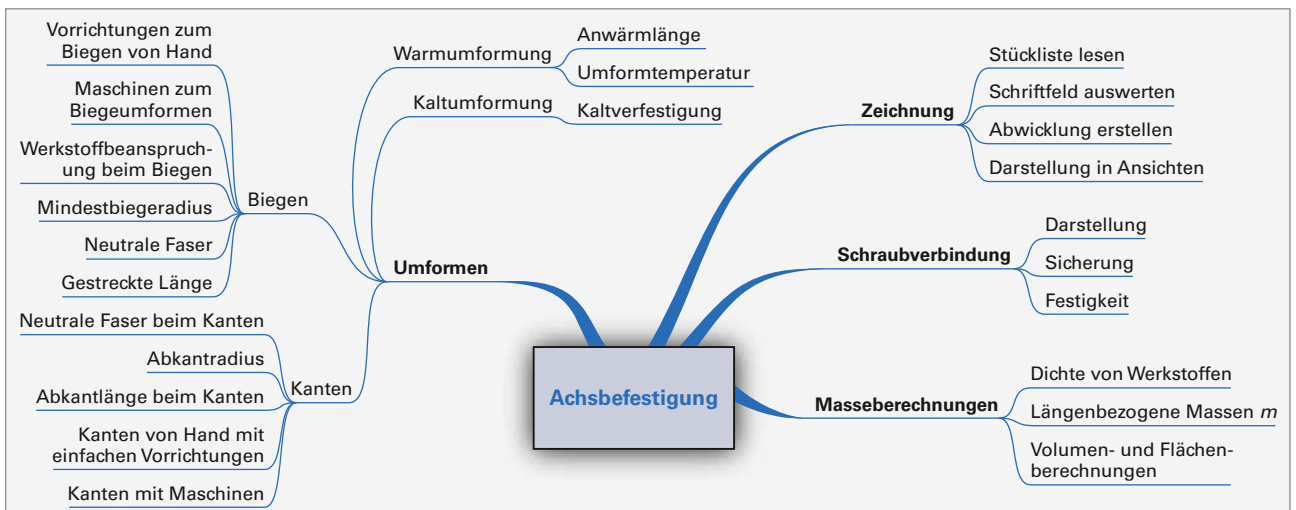 Vorrichtungen zum
Biegen von Hand
Maschinen zum
Biegeumformen
Werkstoffbeanspruch-
ung beim Biegen
Mindestbiegeradius
Neutrale Faser
Gestreckte Länge
Biegen
Neutrale Faser beim Kanten
Abkantradius
Abkantlänge beim Kanten
Kanten von Hand mit
einfachen Vorrichtungen
Kanten mit Maschinen
Kanten
Warmumformung
Anwärmlänge
Umformtemperatur
Kaltumformung
Kaltverfestigung
Umformen
Achsbefestigung
Zeichnung
Stückliste lesen
Schriftfeld auswerten
Abwicklung erstellen
Darstellung in Ansichten
Schraubverbindung
Darstellung
Sicherung
Festigkeit
Masseberechnungen
Dichte von Werkstoffen
Längenbezogene Massen m
Volumen- und Flächen-
berechnungen